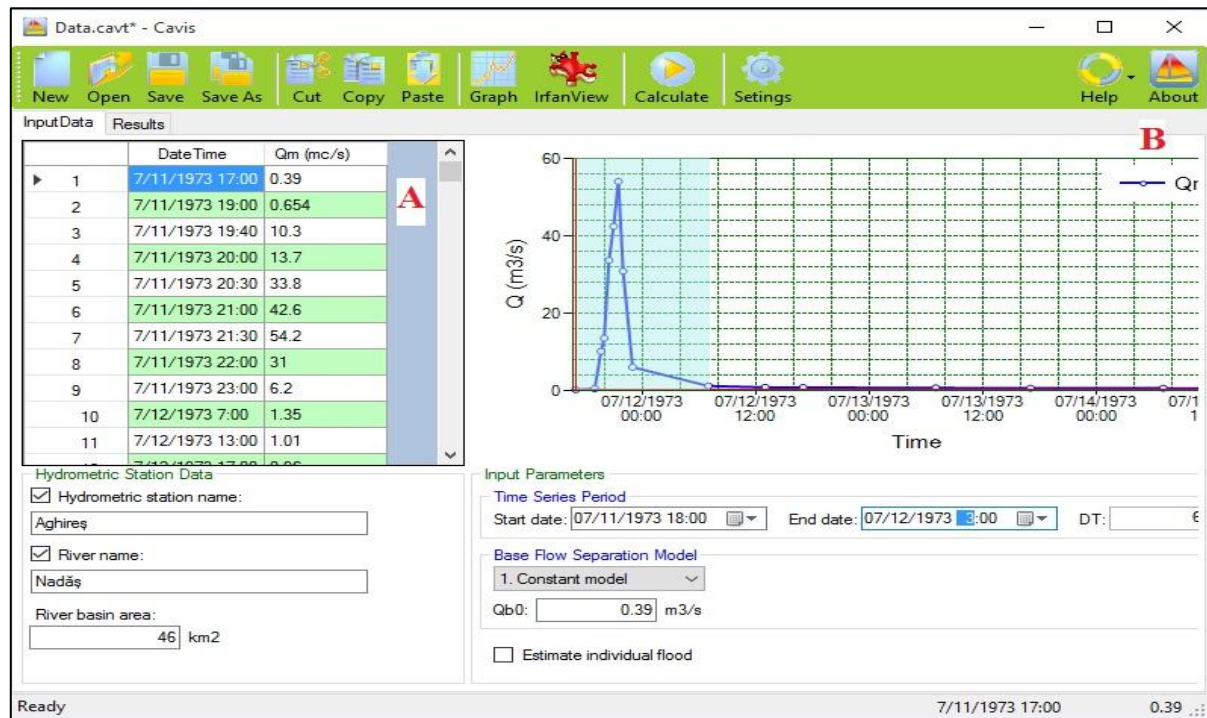 Data.cavt* - Cavis
New Open Save Save As Cut Copy Paste Graph IrfanView Calculate Setings Help About
InputData Results
DateTime Qm (mc/s)
1 7/11/1973 17:00 0.39
2 7/11/1973 19:00 0.654
3 7/11/1973 19:40 10.3
4 7/11/1973 20:00 13.7
5 7/11/1973 20:30 33.8
6 7/11/1973 21:00 42.6
7 7/11/1973 21:30 54.2
8 7/11/1973 22:00 31
9 7/11/1973 23:00 6.2
10 7/12/1973 7:00 1.35
11 7/12/1973 13:00 1.01
A
B
60
40
20
0
Q (m3/s)
07/12/1973 07/12/1973 07/13/1973 07/13/1973 07/14/1973 07/1
00:00 12:00 00:00 12:00 00:00 1
Time
Hydrometric Station Data
Hydrometric station name:
Aghireș
River name:
Nadăș
River basin area:
46 km2
Input Parameters
Time Series Period
Start date: 07/11/1973 18:00 End date: 07/12/1973 3:00 DT:
Base Flow Separation Model
1. Constant model
Qb0: 0.39 m3/s
Estimate individual flood
Ready 7/11/1973 17:00 0.39